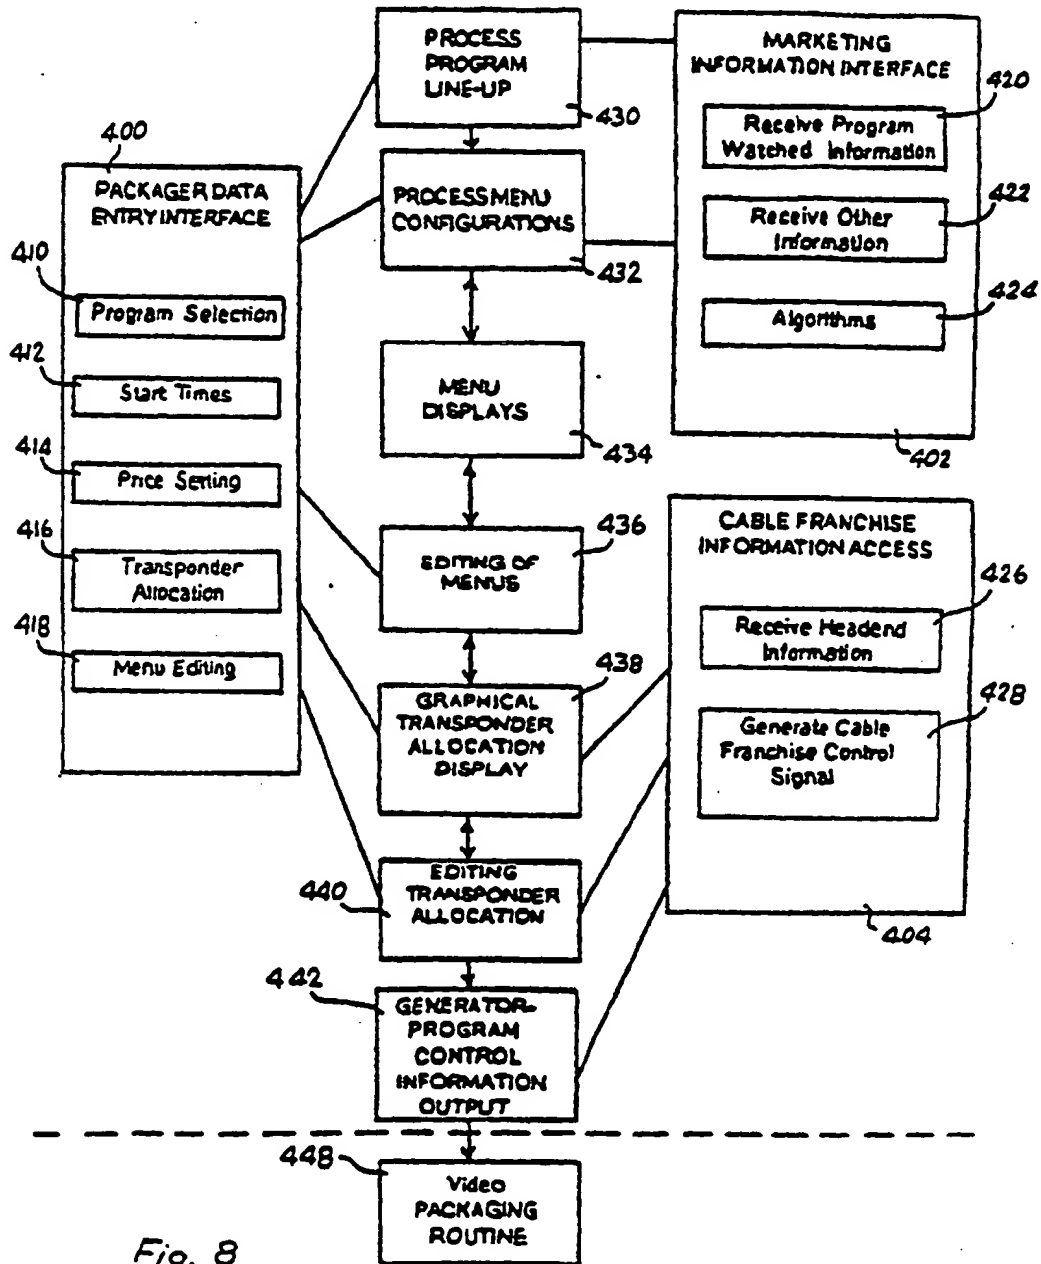 PROCESS
PROGRAM
LINE-UP
430
MARKETING
INFORMATION INTERFACE
420
Receive Program
Watched Information
422
Receive Other
Information
424
Algorithms
402
400
PACKAGER DATA
ENTRY INTERFACE
410
Program Selection
412
Start Times
414
Price Setting
416
Transponder
Allocation
418
Menu Editing
PROCESS MENU
CONFIGURATIONS
432
MENU
DISPLAYS
434
EDITING OF
MENUS
436
GRAPHICAL
TRANSPONDER
ALLOCATION
DISPLAY
438
CABLE FRANCHISE
INFORMATION ACCESS
426
Receive Headend
Information
428
Generate Cable
Franchise Control
Signal
404
EDITING
TRANSPONDER
ALLOCATION
440
442
GENERATOR-
PROGRAM
CONTROL
INFORMATION
OUTPUT
448
Video
PACKAGING
ROUTINE
Fig. 8